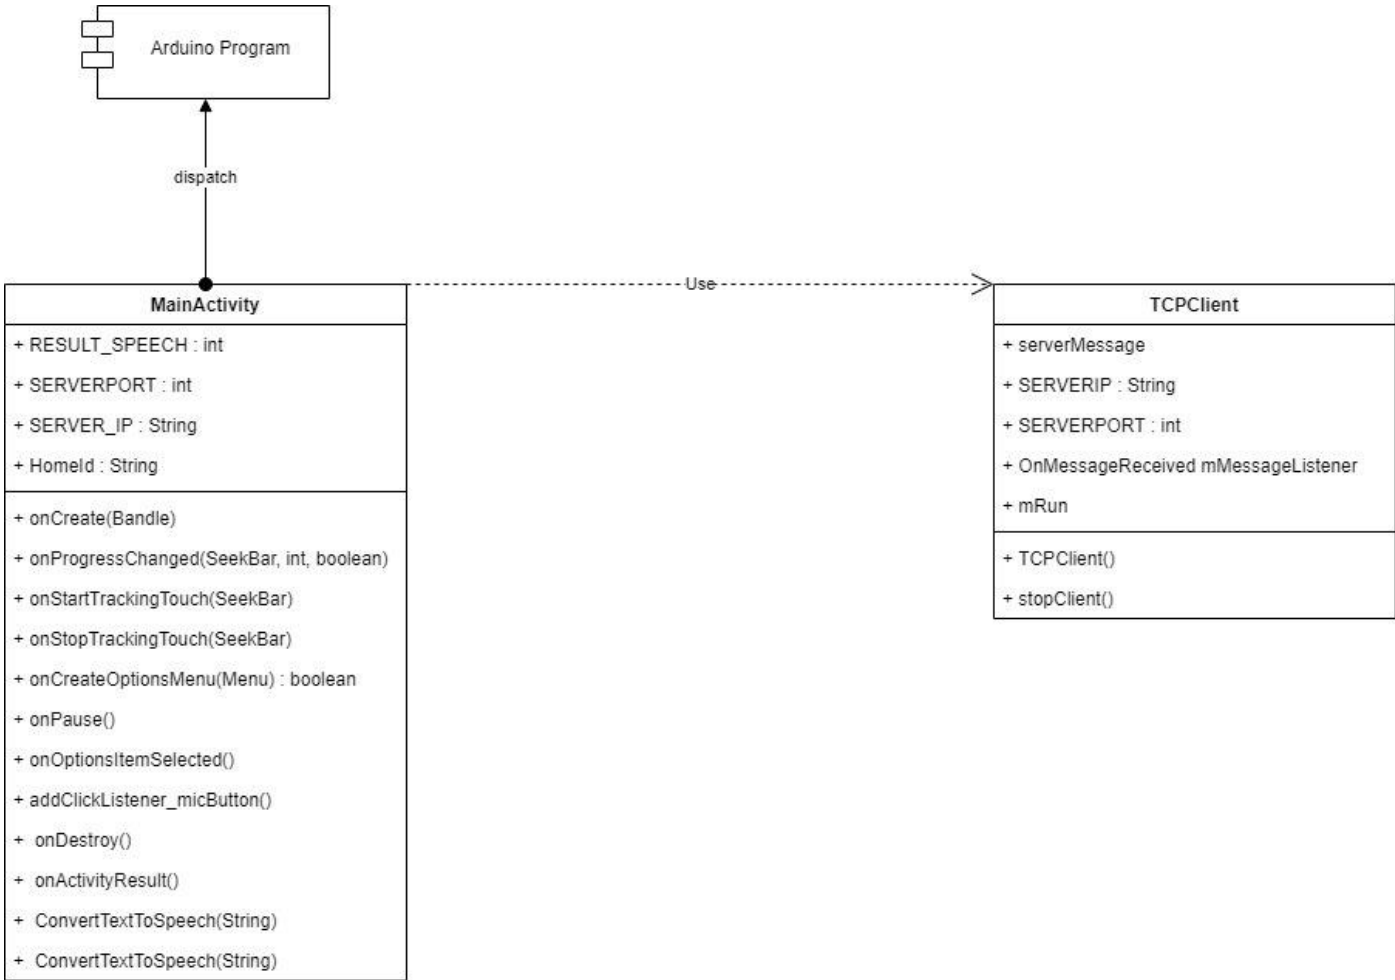 Arduino Program
dispatch
Use
MainActivity
+ RESULT_SPEECH : int
+ SERVERPORT : int
+ SERVER_IP : String
+ HomeId : String
+ onCreate(Bandle)
+ onProgressChanged(SeekBar, int, boolean)
+ onStartTrackingTouch(SeekBar)
+ onStopTrackingTouch(SeekBar)
+ onCreateOptionsMenu(Menu) : boolean
+ onPause()
+ onOptionsItemSelected()
+ addClickListener_micButton()
+ onDestroy()
+ onActivityResult()
+ ConvertTextToSpeech(String)
+ ConvertTextToSpeech(String)
TCPClient
+ serverMessage
+ SERVERIP : String
+ SERVERPORT : int
+ OnMessageReceived mMessageListener
+ mRun
+ TCPClient()
+ stopClient()